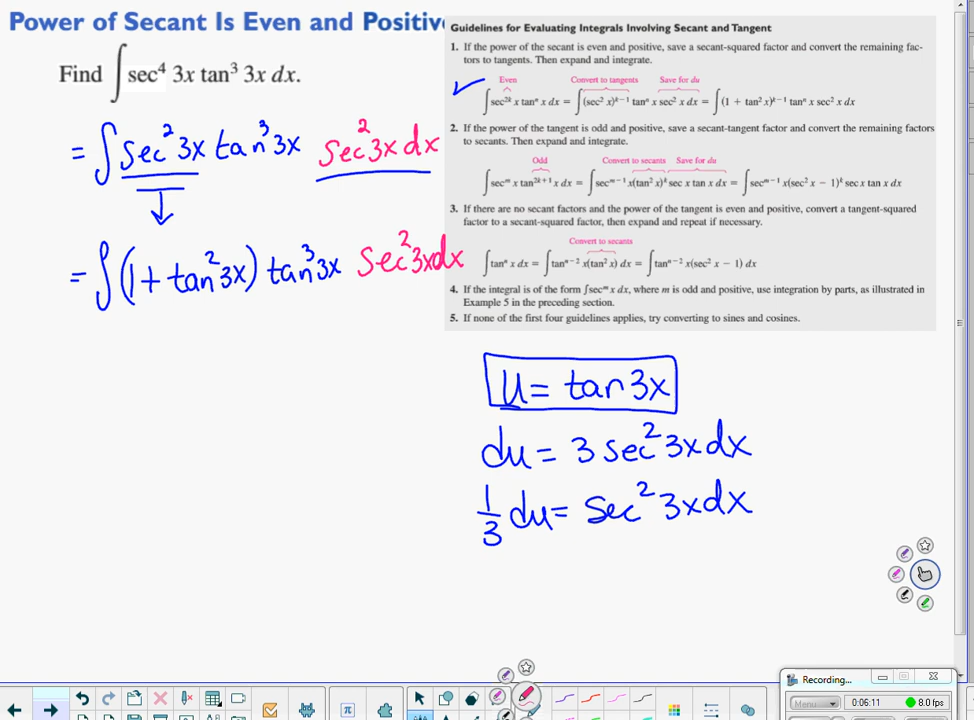 Power of Secant Is Even and Positive
Find ∫ sec⁴ 3x tan³ 3x dx.
= ∫ sec² 3x tan³ 3x sec² 3x dx
= ∫ (1 + tan² 3x) tan³ 3x sec² 3x dx
Guidelines for Evaluating Integrals Involving Secant and Tangent
1. If the power of the secant is even and positive, save a secant-squared factor and convert the remaining fac-
tors to tangents. Then expand and integrate.
Even Convert to tangents Save for du
∫ sec²ᵏ x tanⁿ x dx = ∫ (sec² x)ᵏ⁻¹ tanⁿ x sec² x dx = ∫ (1 + tan² x)ᵏ⁻¹ tanⁿ x sec² x dx
2. If the power of the tangent is odd and positive, save a secant-tangent factor and convert the remaining factors
to secants. Then expand and integrate.
Odd Convert to secants Save for du
∫ secᵐ x tan²ᵏ⁺¹ x dx = ∫ secᵐ⁻¹ x(tan² x)ᵏ sec x tan x dx = ∫ secᵐ⁻¹ x(sec² x − 1)ᵏ sec x tan x dx
3. If there are no secant factors and the power of the tangent is even and positive, convert a tangent-squared
factor to a secant-squared factor, then expand and repeat if necessary.
Convert to secants
∫ tanⁿ x dx = ∫ tanⁿ⁻² x(tan² x) dx = ∫ tanⁿ⁻² x(sec² x − 1) dx
4. If the integral is of the form ∫secᵐ x dx, where m is odd and positive, use integration by parts, as illustrated in
Example 5 in the preceding section.
5. If none of the first four guidelines applies, try converting to sines and cosines.
u = tan 3x
du = 3 sec² 3x dx
1/3 du = sec² 3x dx
Recording...
Menu 0:06:11 8.0 fps
π